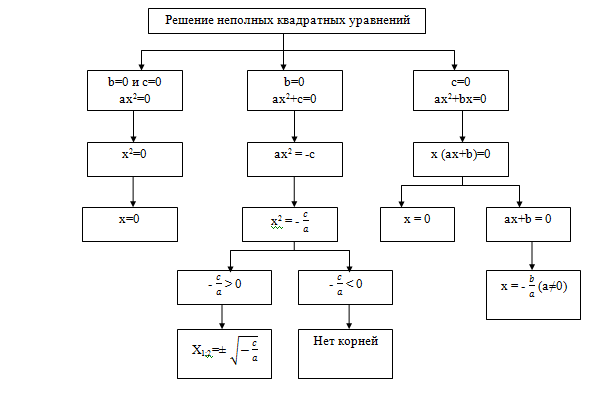 Решение неполных квадратных уравнений
b=0 и c=0
ax²=0
b=0
ax²+c=0
c=0
ax²+bx=0
x²=0
ax² = -c
x (ax+b)=0
x=0
x² = - c/a
x = 0
ax+b = 0
- c/a > 0
- c/a < 0
x = - b/a (a≠0)
X₁,₂=± √(-c/a)
Нет корней